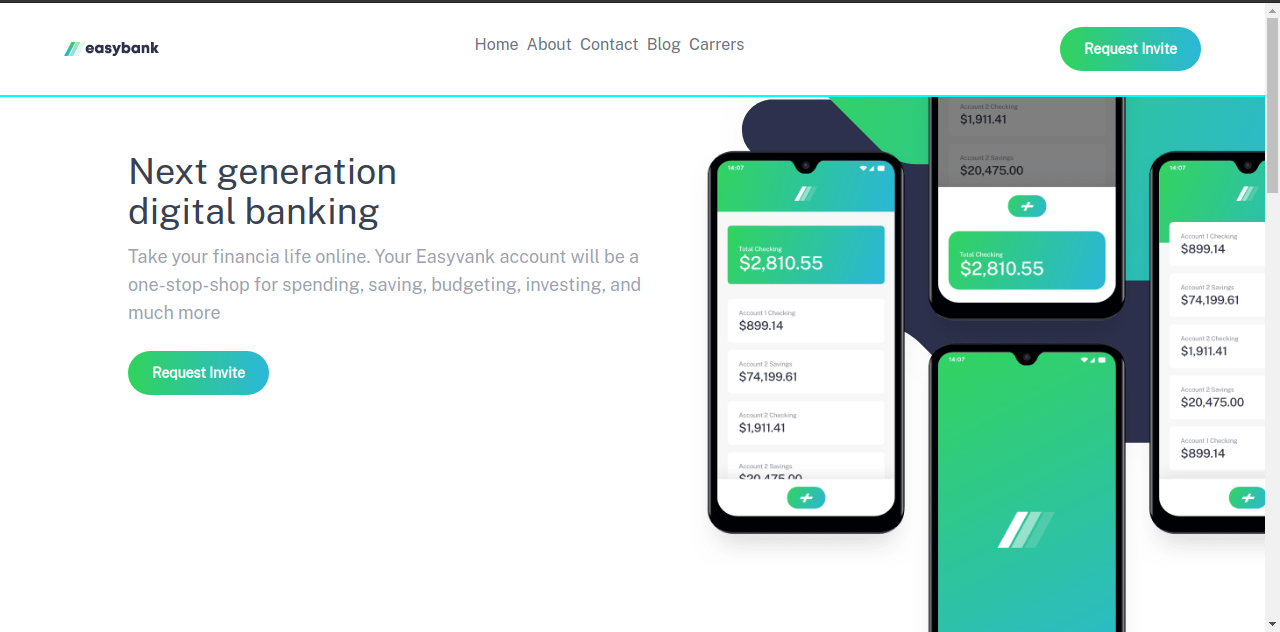 easybank
Home About Contact Blog Carrers
Request Invite
Next generation
digital banking
Take your financia life online. Your Easyvank account will be a
one-stop-shop for spending, saving, budgeting, investing, and
much more
Request Invite
14:07
Total Checking
$2,810.55
Account 1 Checking
$899.14
Account 2 Savings
$74,199.61
Account 2 Checking
$1,911.41
Account 2 Savings
$20,475.00
Account 2 Checking
$1,911.41
Account 2 Savings
$20,475.00
Total Checking
$2,810.55
14:07
14:07
Account 1 Checking
$899.14
Account 2 Savings
$74,199.61
Account 2 Checking
$1,911.41
Account 2 Savings
$20,475.00
Account 1 Checking
$899.14